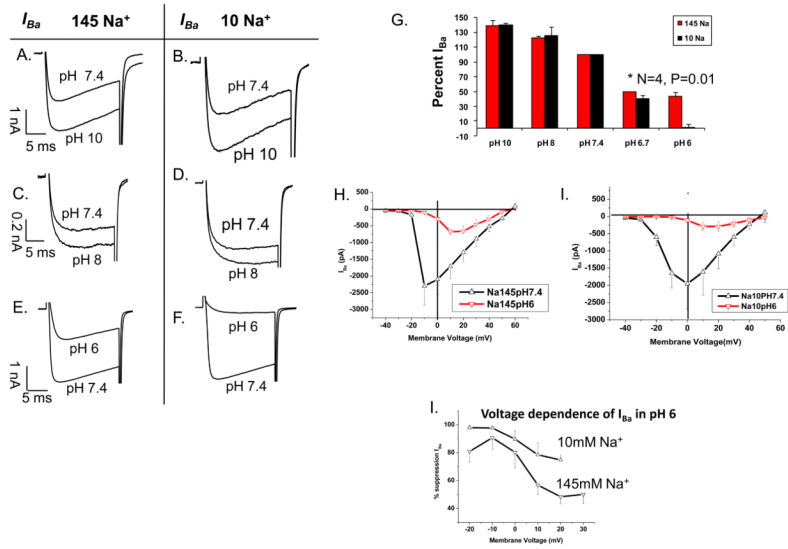 I_Ba 145 Na⁺
I_Ba 10 Na⁺
A.
pH 7.4
pH 10
1 nA
5 ms
B.
pH 10
C.
pH 7.4
pH 8
0.2 nA
5 ms
D.
pH 7.4
pH 8
E.
pH 6
pH 7.4
1 nA
5 ms
F.
pH 6
pH 7.4
G.
Percent I_Ba
150
130
110
90
70
50
30
10
-10
145 Na
10 Na
* N=4, P=0.01
pH 10 pH 8 pH 7.4 pH 6.7 pH 6
H.
I_Ba (pA)
500
0
-500
-1000
-1500
-2000
-2500
-3000
Na145pH7.4
Na145pH6
-40 -20 0 20 40 60
Membrane Voltage(mV)
I.
I_Ba (pA)
500
0
-500
-1000
-1500
-2000
-2500
-3000
Na10PH7.4
Na10pH6
-40 -20 0 20 40
Membrane Voltage(mV)
I.
Voltage dependence of I_Ba in pH 6
% suppression I_Ba
100
80
60
40
10mM Na⁺
145mM Na⁺
-20 -10 0 10 20 30
Membrane Voltage (mV)